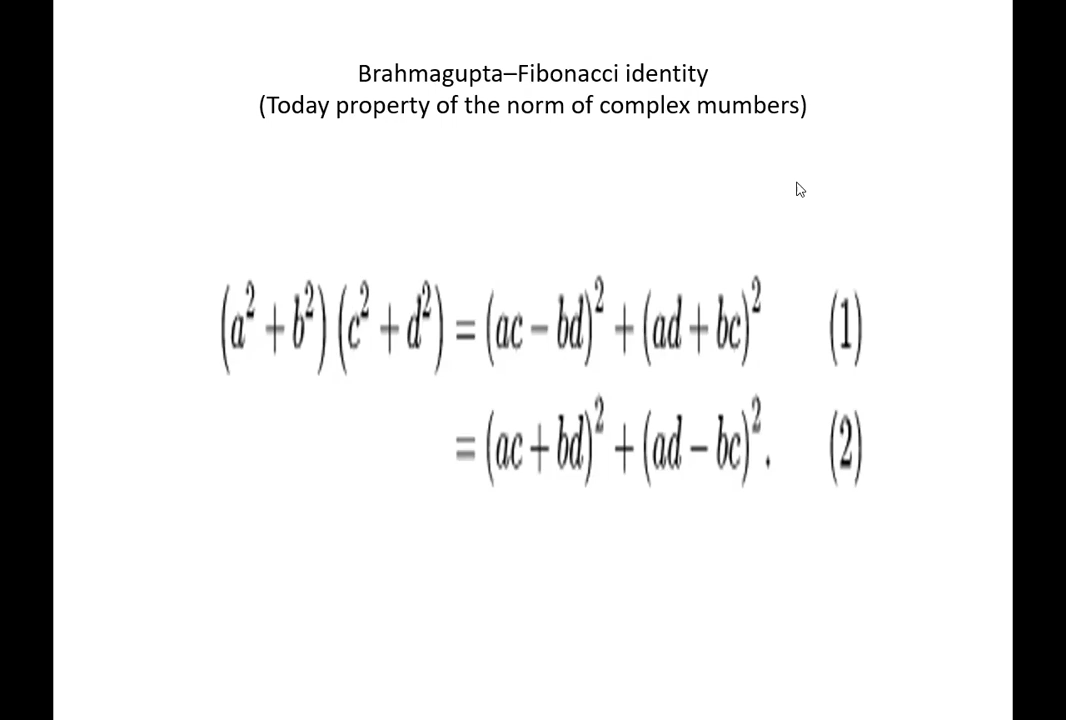 Brahmagupta–Fibonacci identity
(Today property of the norm of complex mumbers)
(a² + b²)(c² + d²) = (ac − bd)² + (ad + bc)² (1)
= (ac + bd)² + (ad − bc)². (2)